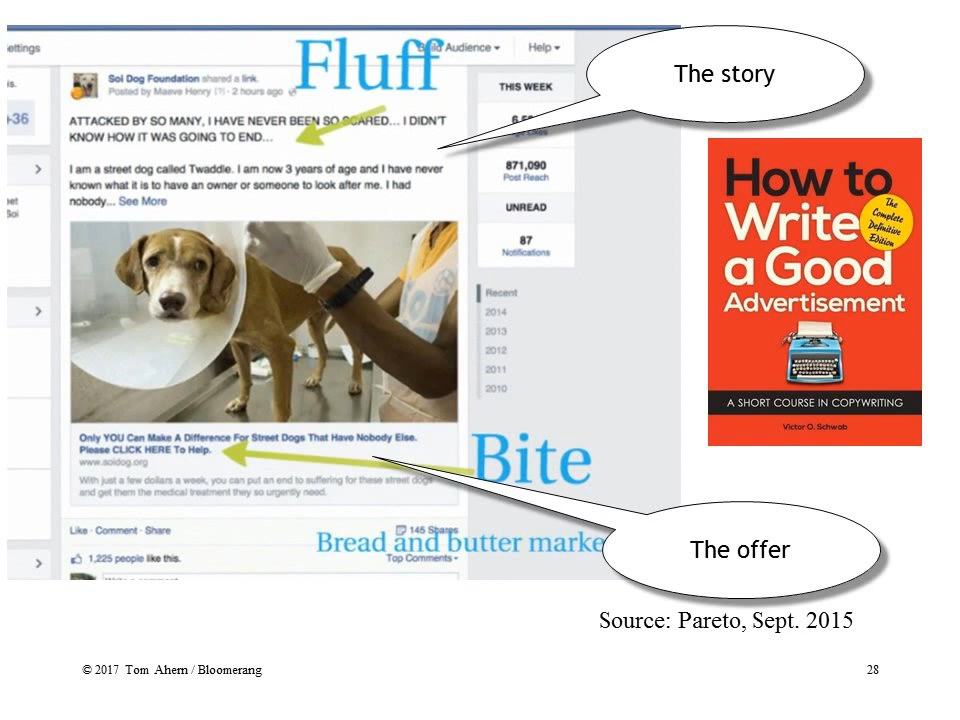 ettings
Build Audience
Help
Fluff
The story
is.
+36
Soi Dog Foundation shared a link.
Posted by Maeve Henry [?] · 2 hours ago
ATTACKED BY SO MANY, I HAVE NEVER BEEN SO SCARED... I DIDN'T
KNOW HOW IT WAS GOING TO END...
I am a street dog called Twaddle. I am now 3 years of age and I have never
known what it is to have an owner or someone to look after me. I had
nobody... See More
Soi
THIS WEEK
871,090
Post Reach
UNREAD
87
Notifications
Recent
2014
2013
2012
2011
2010
How to
Write
a Good
Advertisement
The
Complete
Definitive
Edition
A SHORT COURSE IN COPYWRITING
Victor O. Schwab
Only YOU Can Make A Difference For Street Dogs That Have Nobody Else.
Please CLICK HERE To Help.
www.soidog.org
With just a few dollars a week, you can put an end to suffering for these street dogs
and get them the medical treatment they so urgently need.
Bite
Like · Comment · Share
145 Shares
Bread and butter marke
1,225 people like this.
Top Comments
The offer
Source: Pareto, Sept. 2015
© 2017 Tom Ahern / Bloomerang
28